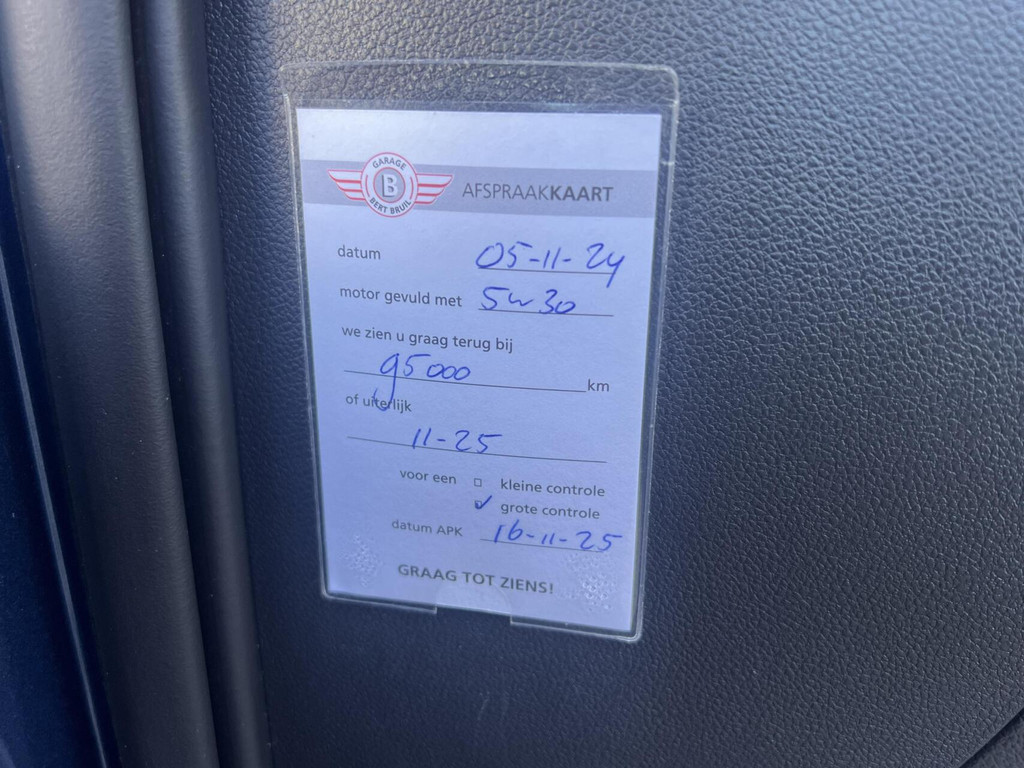 GARAGE
B
BERT BRUIL
AFSPRAAKKAART
datum 05-11-24
motor gevuld met 5w30
we zien u graag terug bij
95000 km
of uiterlijk
11-25
voor een kleine controle
✓ grote controle
datum APK 16-11-25
GRAAG TOT ZIENS!